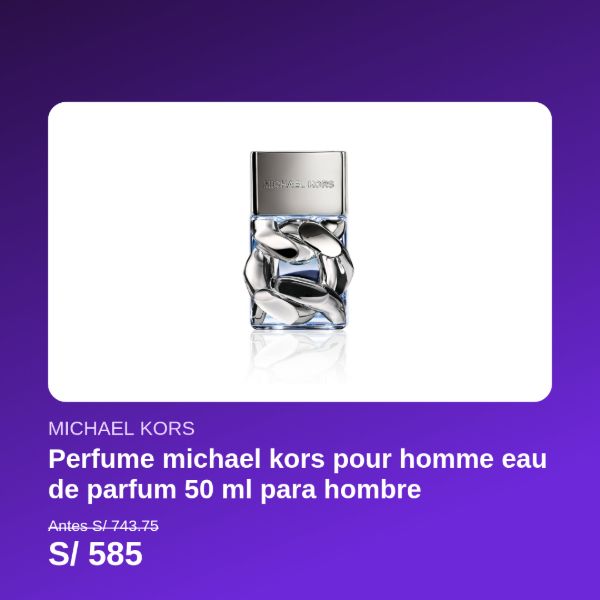 MICHAEL KORS
MICHAEL KORS
Perfume michael kors pour homme eau
de parfum 50 ml para hombre
Antes S/ 743.75
S/ 585